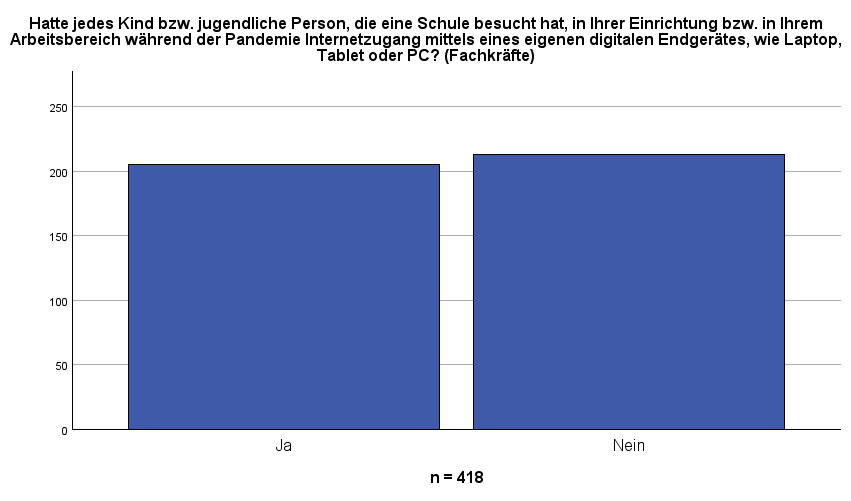 Hatte jedes Kind bzw. jugendliche Person, die eine Schule besucht hat, in Ihrer Einrichtung bzw. in Ihrem
Arbeitsbereich während der Pandemie Internetzugang mittels eines eigenen digitalen Endgerätes, wie Laptop,
Tablet oder PC? (Fachkräfte)
250
200
150
100
50
0
Ja Nein
n = 418